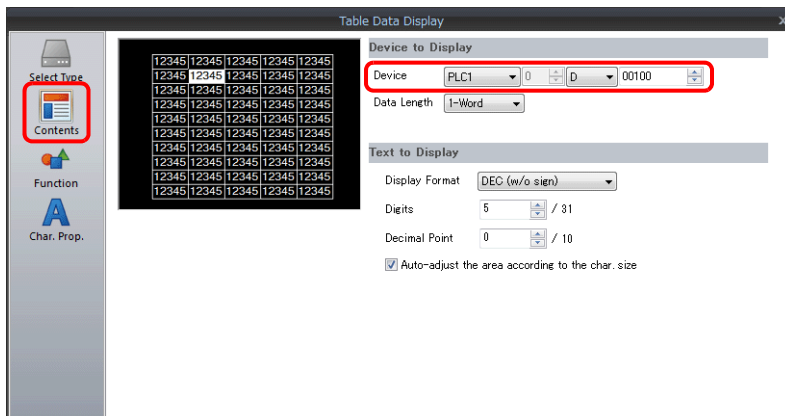 Table Data Display
Select Type
Contents
Function
Char. Prop.
12345 12345 12345 12345 12345
12345 12345 12345 12345 12345
12345 12345 12345 12345 12345
12345 12345 12345 12345 12345
12345 12345 12345 12345 12345
12345 12345 12345 12345 12345
12345 12345 12345 12345 12345
12345 12345 12345 12345 12345
12345 12345 12345 12345 12345
12345 12345 12345 12345 12345
Device to Display
Device PLC1 0 D 00100
Data Length 1-Word
Text to Display
Display Format DEC (w/o sign)
Digits 5 / 31
Decimal Point 0 / 10
Auto-adjust the area according to the char. size